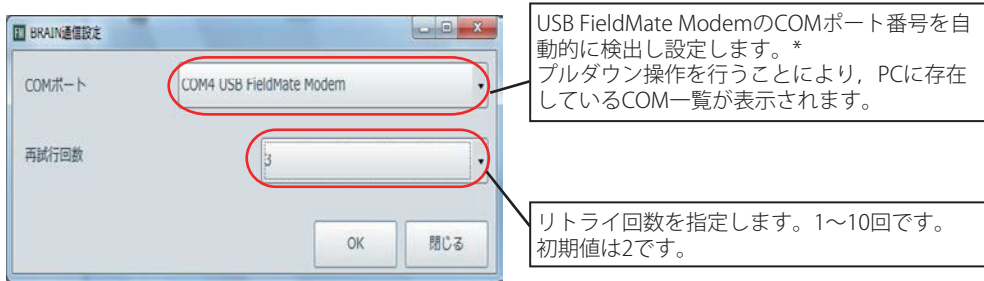 BRAIN通信設定
COMポート
COM4 USB FieldMate Modem
再試行回数
3
OK
閉じる
USB FieldMate ModemのCOMポート番号を自
動的に検出し設定します。*
プルダウン操作を行うことにより，PCに存在
しているCOM一覧が表示されます。
リトライ回数を指定します。1～10回です。
初期値は2です。